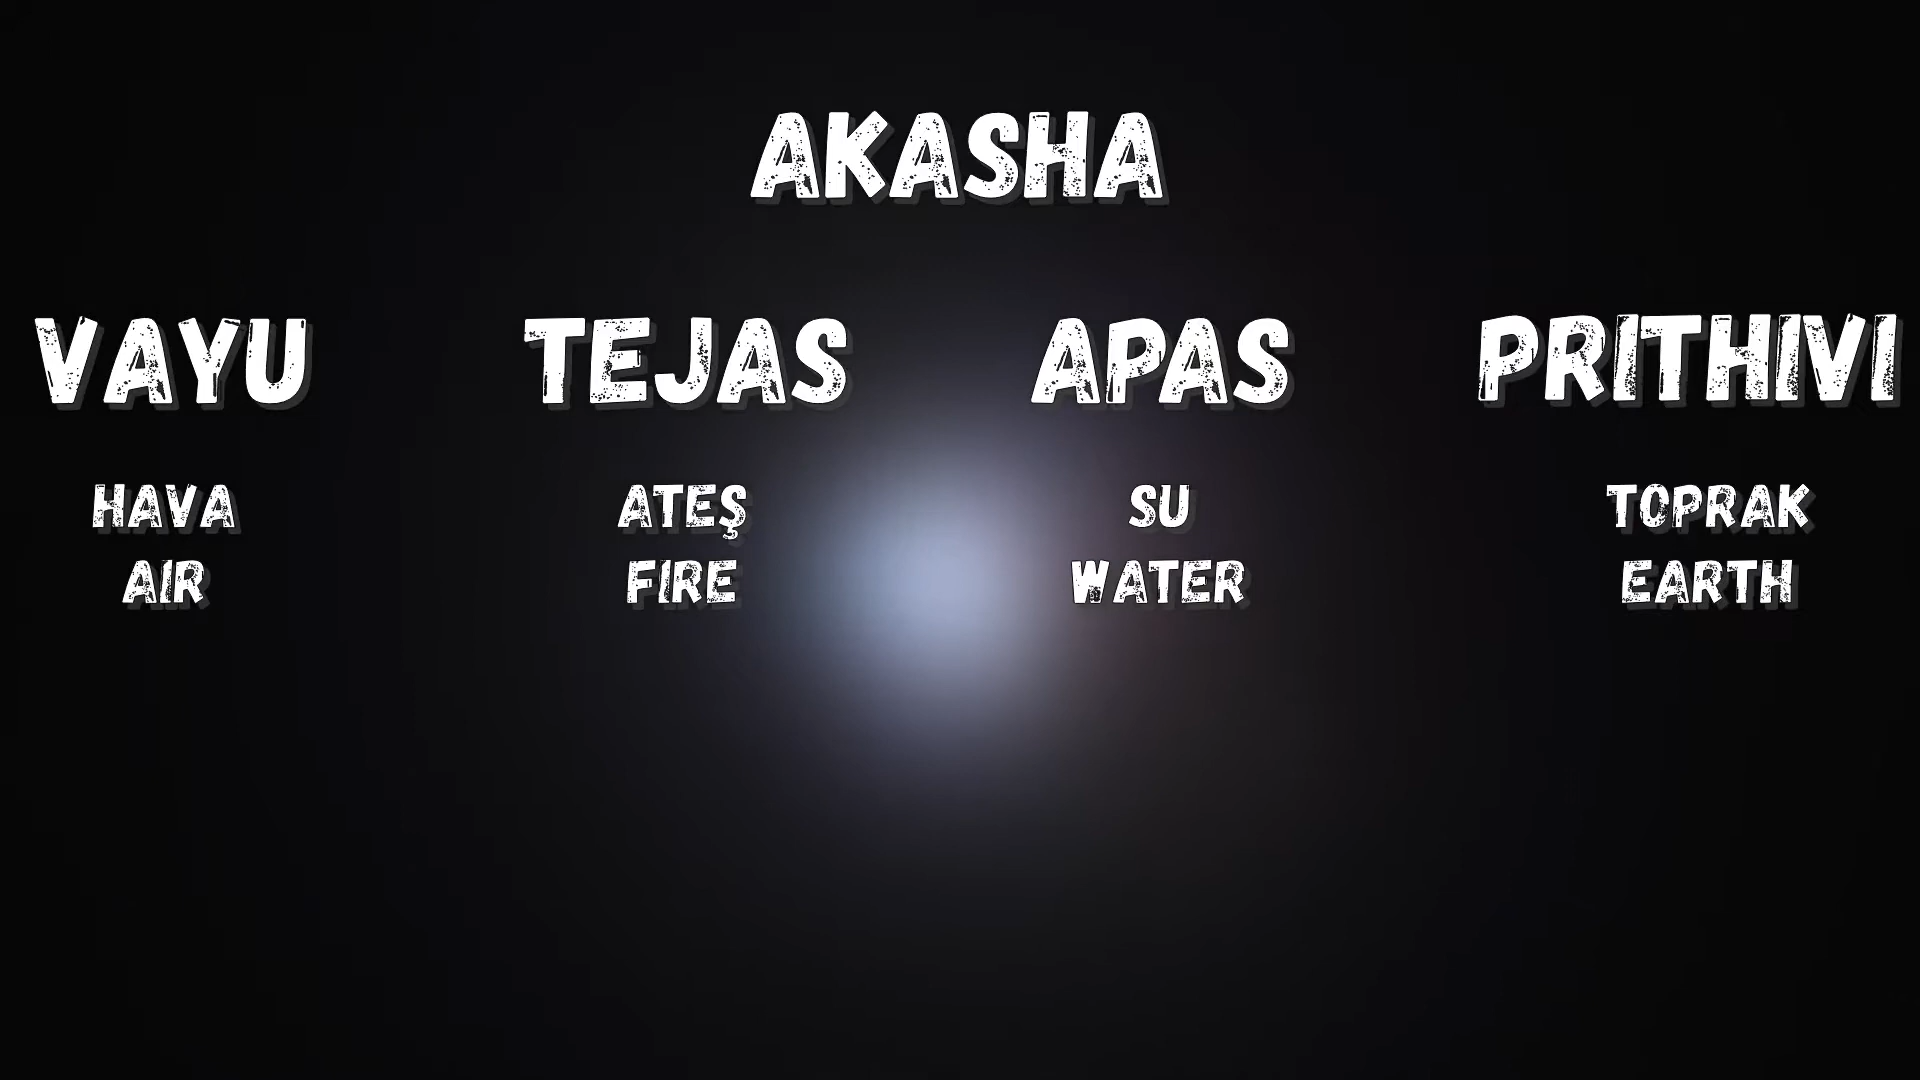 AKASHA
VAYU TEJAS APAS PRITHIVI
HAVA ATEŞ SU TOPRAK
AIR FIRE WATER EARTH